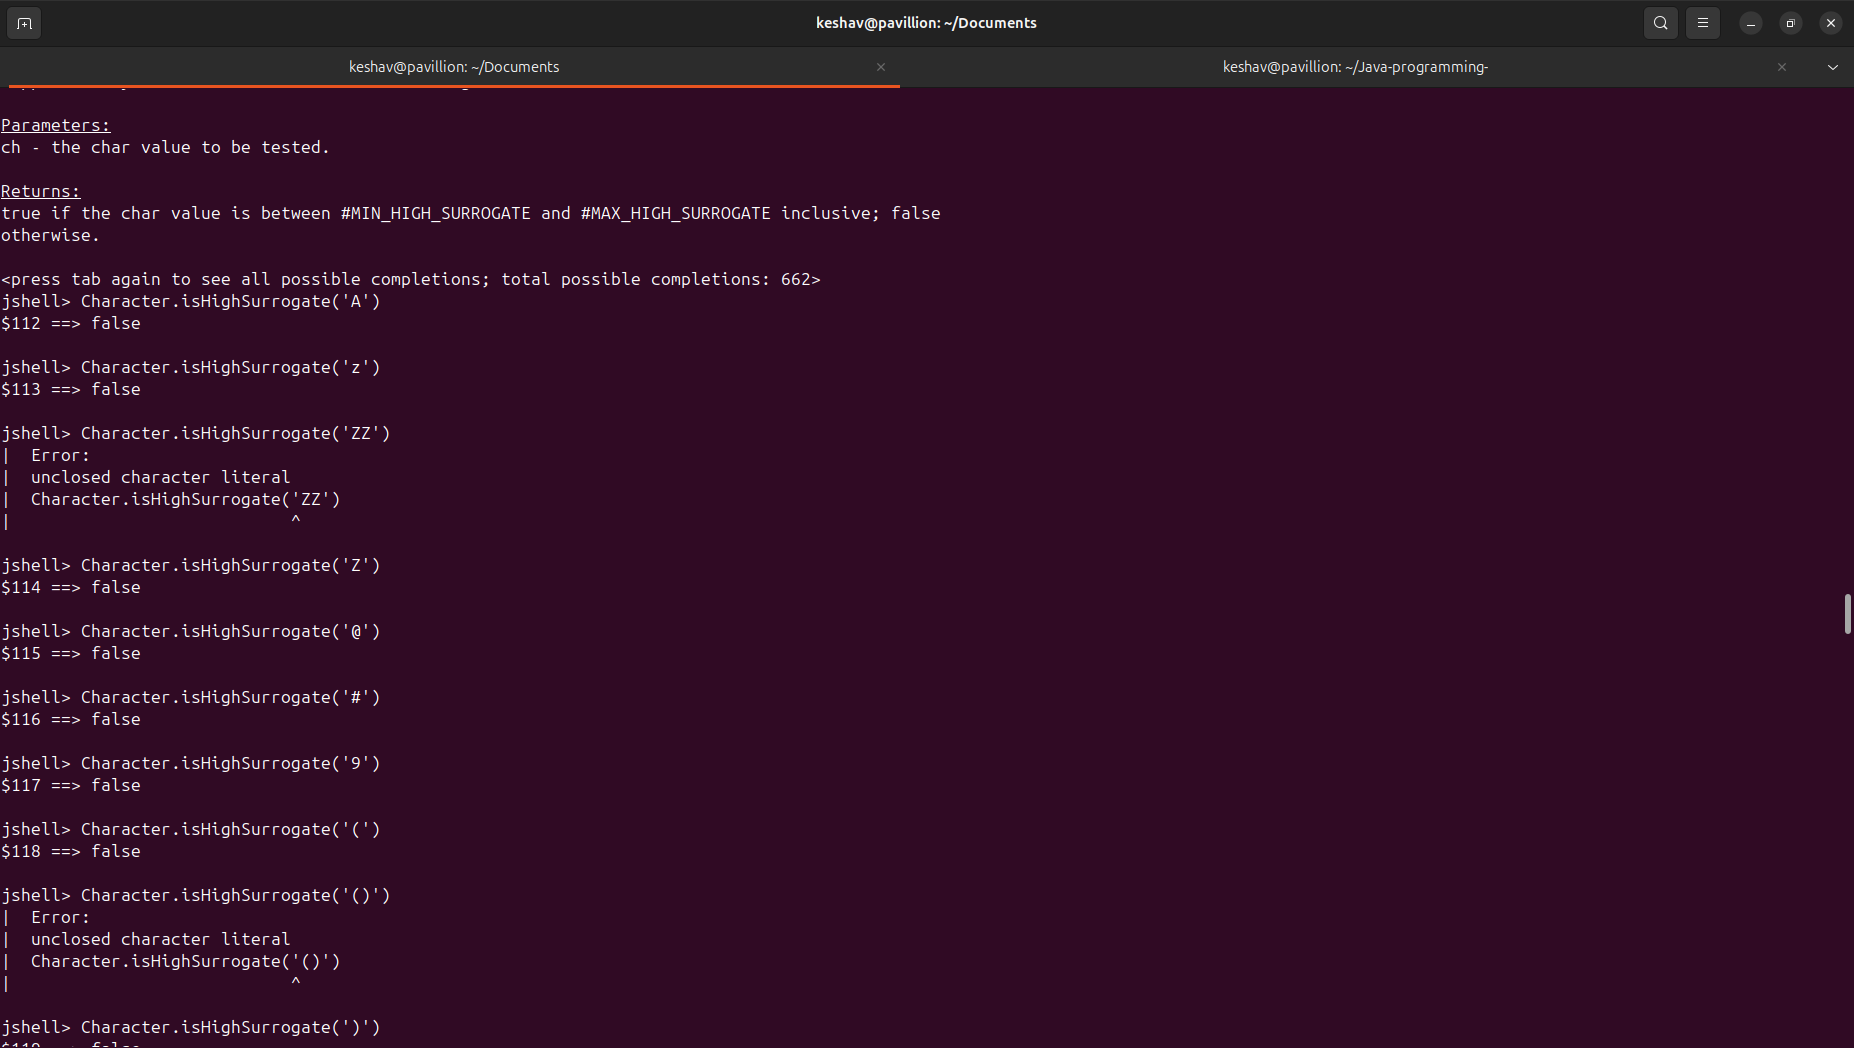 keshav@pavillion: ~/Documents
keshav@pavillion: ~/Documents
keshav@pavillion: ~/Java-programming-
Parameters:
ch - the char value to be tested.
Returns:
true if the char value is between #MIN_HIGH_SURROGATE and #MAX_HIGH_SURROGATE inclusive; false
otherwise.
<press tab again to see all possible completions; total possible completions: 662>
jshell> Character.isHighSurrogate('A')
$112 ==> false
jshell> Character.isHighSurrogate('z')
$113 ==> false
jshell> Character.isHighSurrogate('ZZ')
|  Error:
|  unclosed character literal
|  Character.isHighSurrogate('ZZ')
|                            ^
jshell> Character.isHighSurrogate('Z')
$114 ==> false
jshell> Character.isHighSurrogate('@')
$115 ==> false
jshell> Character.isHighSurrogate('#')
$116 ==> false
jshell> Character.isHighSurrogate('9')
$117 ==> false
jshell> Character.isHighSurrogate('(')
$118 ==> false
jshell> Character.isHighSurrogate('()')
|  Error:
|  unclosed character literal
|  Character.isHighSurrogate('()')
|                            ^
jshell> Character.isHighSurrogate(')')
$119 ==> false